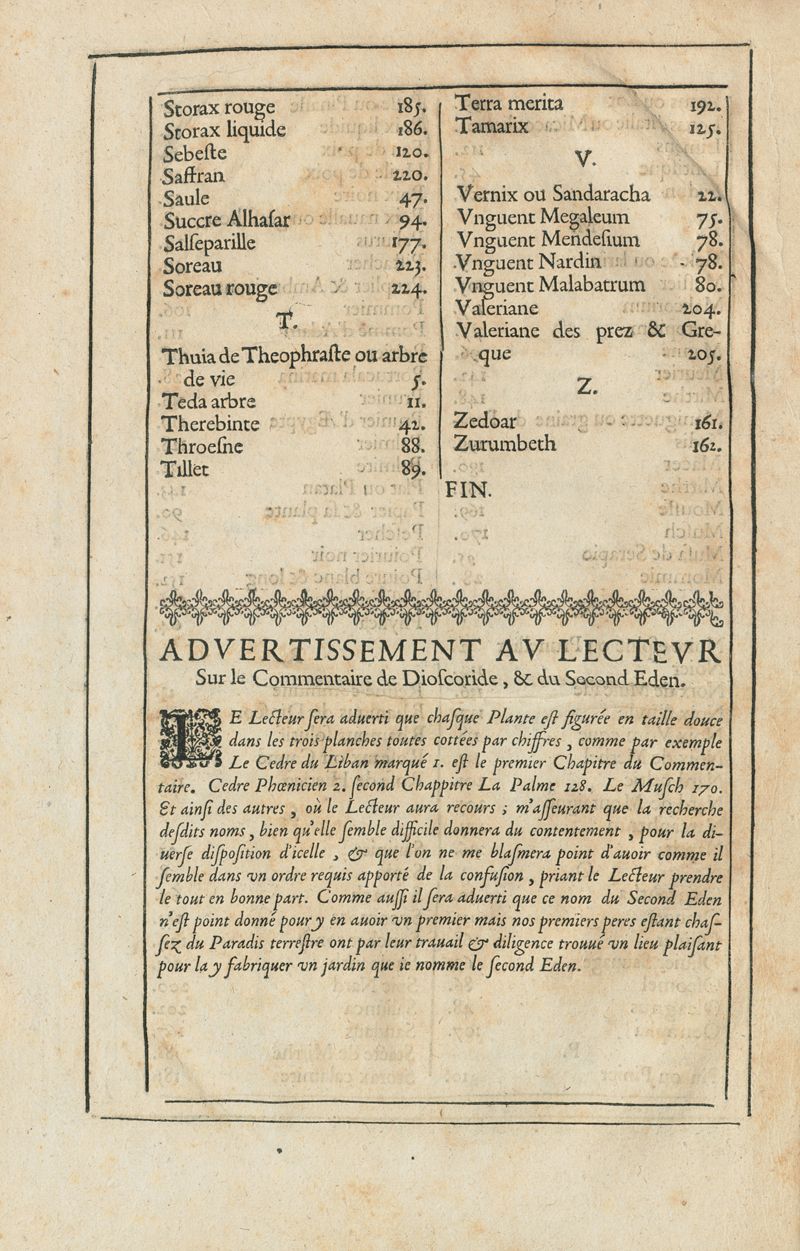 Storax rouge 185.
Storax liquide 186.
Sebeſte 120.
Saffran 220.
Saule 47.
Succre Alhaſar 94.
Salſeparille 177.
Soreau 223.
Soreau rouge 224.
T.
Thuia de Theophraſte ou arbre
de vie 5.
Teda arbre 11.
Therebinte 42.
Throeſne 88.
Tillet 89.
Terra merita 192.
Tamarix 125.
V.
Vernix ou Sandaracha 22.
Vnguent Megaleum 75.
Vnguent Mendeſium 78.
Vnguent Nardin 78.
Vnguent Malabatrum 80.
Valeriane 204.
Valeriane des prez & Gre-
que 205.
Z.
Zedoar 161.
Zurumbeth 162.
FIN.
ADVERTISSEMENT AV LECTEVR
Sur le Commentaire de Dioſcoride, & du Second Eden.
LE Lecteur ſera aduerti que chaſque Plante eſt figurée en taille douce
dans les trois planches toutes cottées par chiffres, comme par exemple
Le Cedre du Liban marqué 1. eſt le premier Chapitre du Commen-
taire. Cedre Phœnicien 2. ſecond Chappitre La Palme 128. Le Muſch 170.
Et ainſi des autres, où le Lecteur aura recours; m'aſſeurant que la recherche
deſdits noms, bien qu'elle ſemble difficile donnera du contentement, pour la di-
uerſe diſpoſition d'icelle, & que l'on ne me blaſmera point d'auoir comme il
ſemble dans vn ordre requis apporté de la confuſion, priant le Lecteur prendre
le tout en bonne part. Comme auſſi il ſera aduerti que ce nom du Second Eden
n'eſt point donné pour y en auoir vn premier mais nos premiers peres eſtant chaſ-
ſez du Paradis terreſtre ont par leur trauail & diligence trouué vn lieu plaiſant
pour la y fabriquer vn jardin que ie nomme le ſecond Eden.